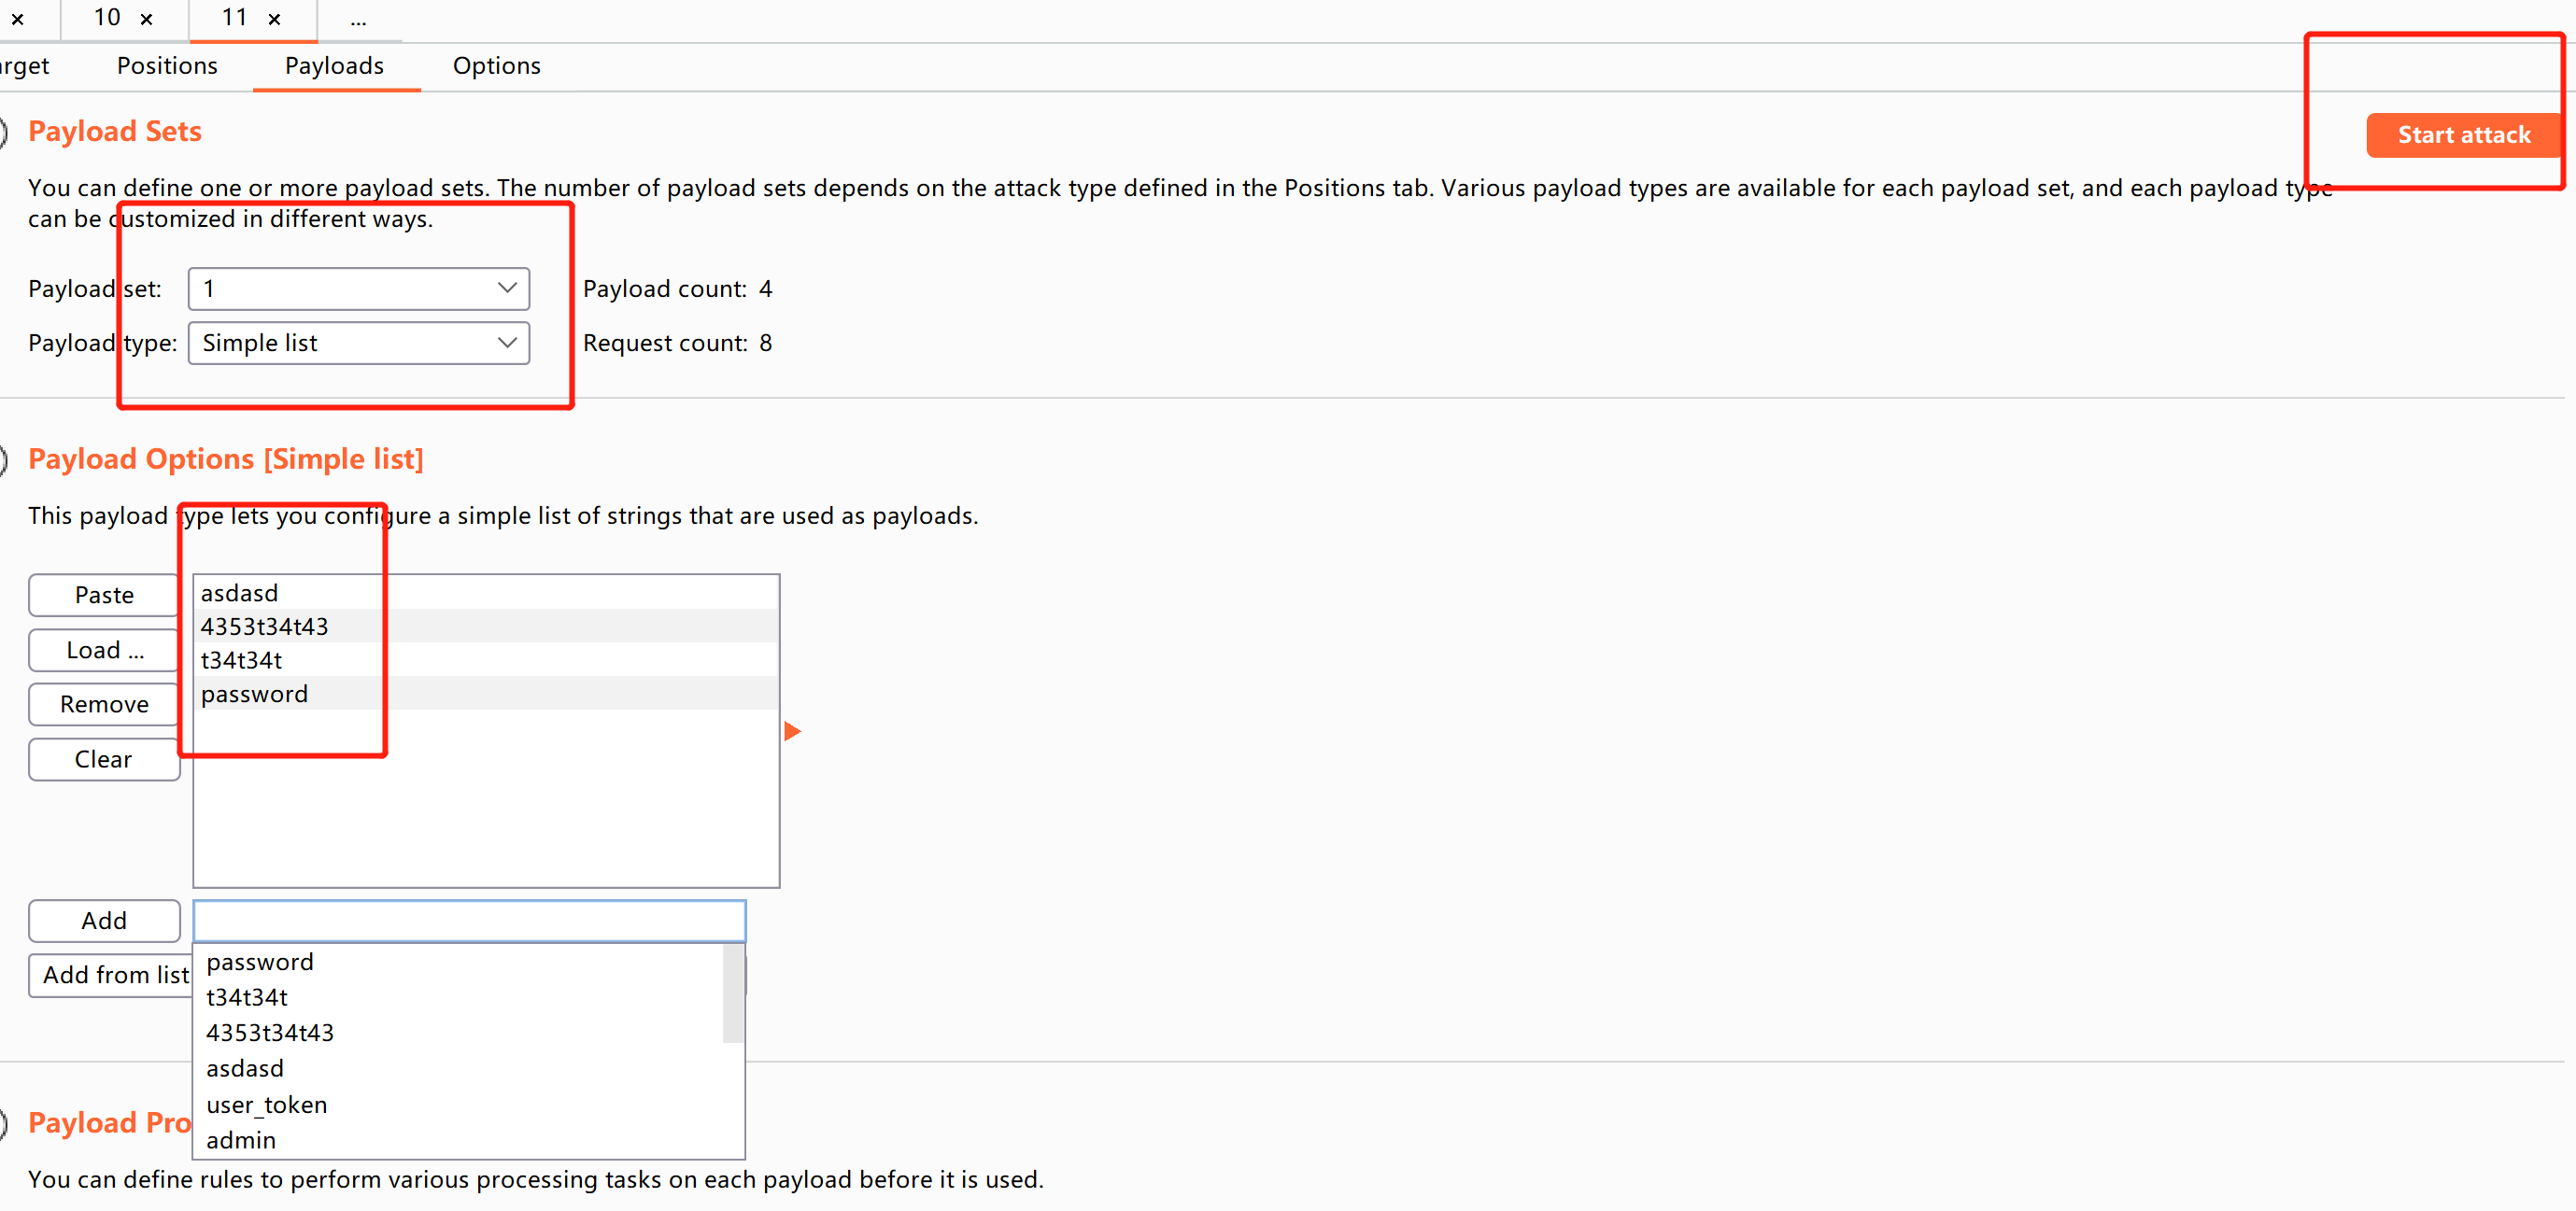 × 10 × 11 × ...
rget Positions Payloads Options
Payload Sets
Start attack
You can define one or more payload sets. The number of payload sets depends on the attack type defined in the Positions tab. Various payload types are available for each payload set, and each payload type
can be customized in different ways.
Payload set: 1 Payload count: 4
Payload type: Simple list Request count: 8
Payload Options [Simple list]
This payload type lets you configure a simple list of strings that are used as payloads.
Paste
Load ...
Remove
Clear
asdasd
4353t34t43
t34t34t
password
Add
Add from list
password
t34t34t
4353t34t43
asdasd
user_token
admin
Payload Pro
You can define rules to perform various processing tasks on each payload before it is used.